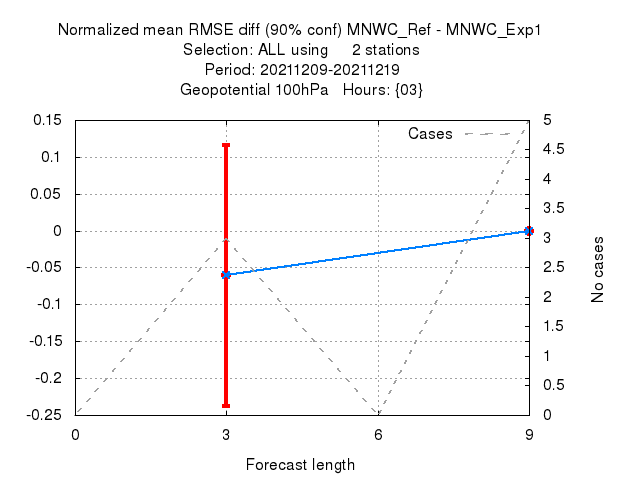 Normalized mean RMSE diff (90% conf) MNWC_Ref - MNWC_Exp1
Selection: ALL using 2 stations
Period: 20211209-20211219
Geopotential 100hPa Hours: {03}
Cases
0.15
0.1
0.05
0
-0.05
-0.1
-0.15
-0.2
-0.25
5
4.5
4
3.5
3
2.5
2
1.5
1
0.5
0
No cases
0 3 6 9
Forecast length